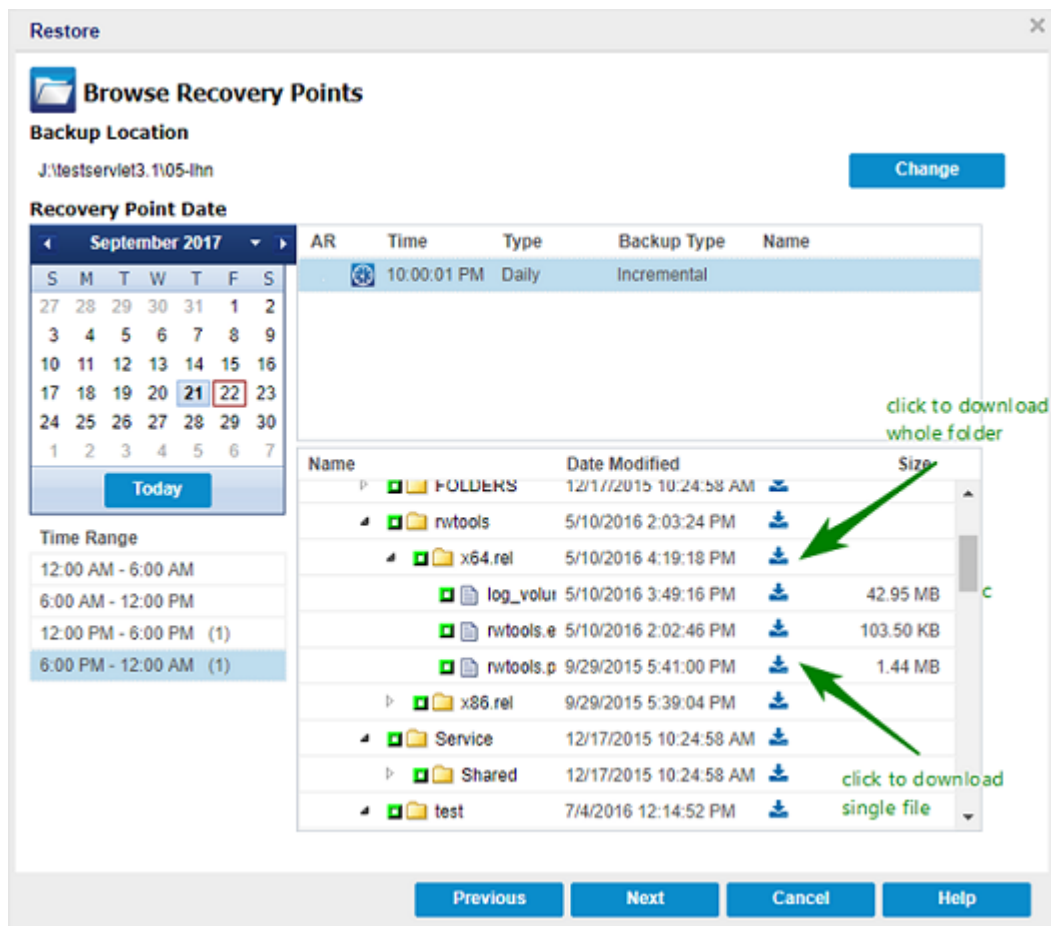 Restore
Browse Recovery Points
Backup Location
J:\testservlet3.1\05-lhn
Change
Recovery Point Date
September 2017
S M T W T F S
27 28 29 30 31 1 2
3 4 5 6 7 8 9
10 11 12 13 14 15 16
17 18 19 20 21 22 23
24 25 26 27 28 29 30
1 2 3 4 5 6 7
Today
Time Range
12:00 AM - 6:00 AM
6:00 AM - 12:00 PM
12:00 PM - 6:00 PM (1)
6:00 PM - 12:00 AM (1)
AR Time Type Backup Type Name
10:00:01 PM Daily Incremental
click to download
whole folder
Name Date Modified Size
FOLDERS 12/17/2015 10:24:58 AM
rwtools 5/10/2016 2:03:24 PM
x64.rel 5/10/2016 4:19:18 PM
log_volur 5/10/2016 3:49:16 PM 42.95 MB c
rwtools.e 5/10/2016 2:02:46 PM 103.50 KB
rwtools.p 9/29/2015 5:41:00 PM 1.44 MB
x86.rel 9/29/2015 5:39:04 PM
Service 12/17/2015 10:24:58 AM
Shared 12/17/2015 10:24:58 AM
test 7/4/2016 12:14:52 PM
click to download
single file
Previous Next Cancel Help